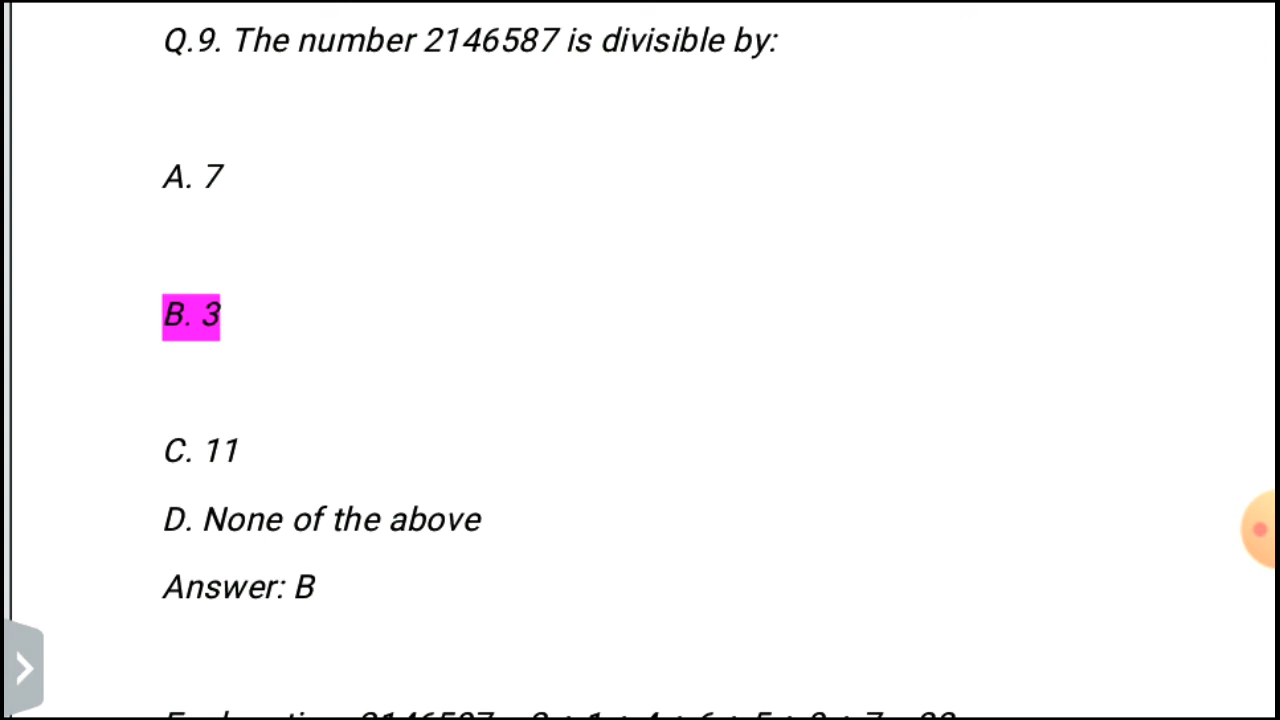 Q.9. The number 2146587 is divisible by:
A. 7
B. 3
C. 11
D. None of the above
Answer: B